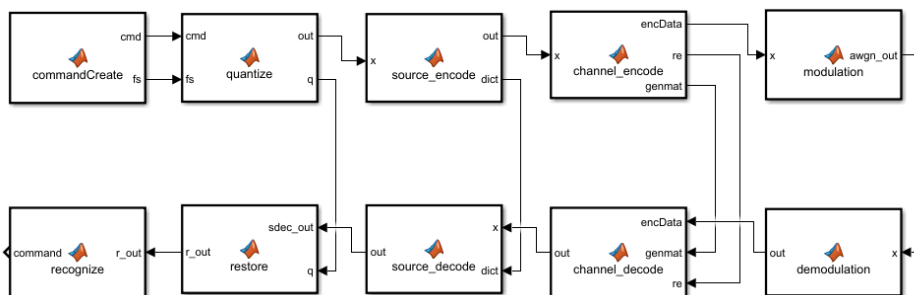 cmd
fs
commandCreate
cmd
fs
out
q
quantize
x
out
dict
source_encode
x
encData
re
genmat
channel_encode
x
awgn_out
modulation
command
r_out
recognize
sdec_out
r_out
q
restore
x
out
dict
source_decode
encData
out
genmat
re
channel_decode
out
x
demodulation